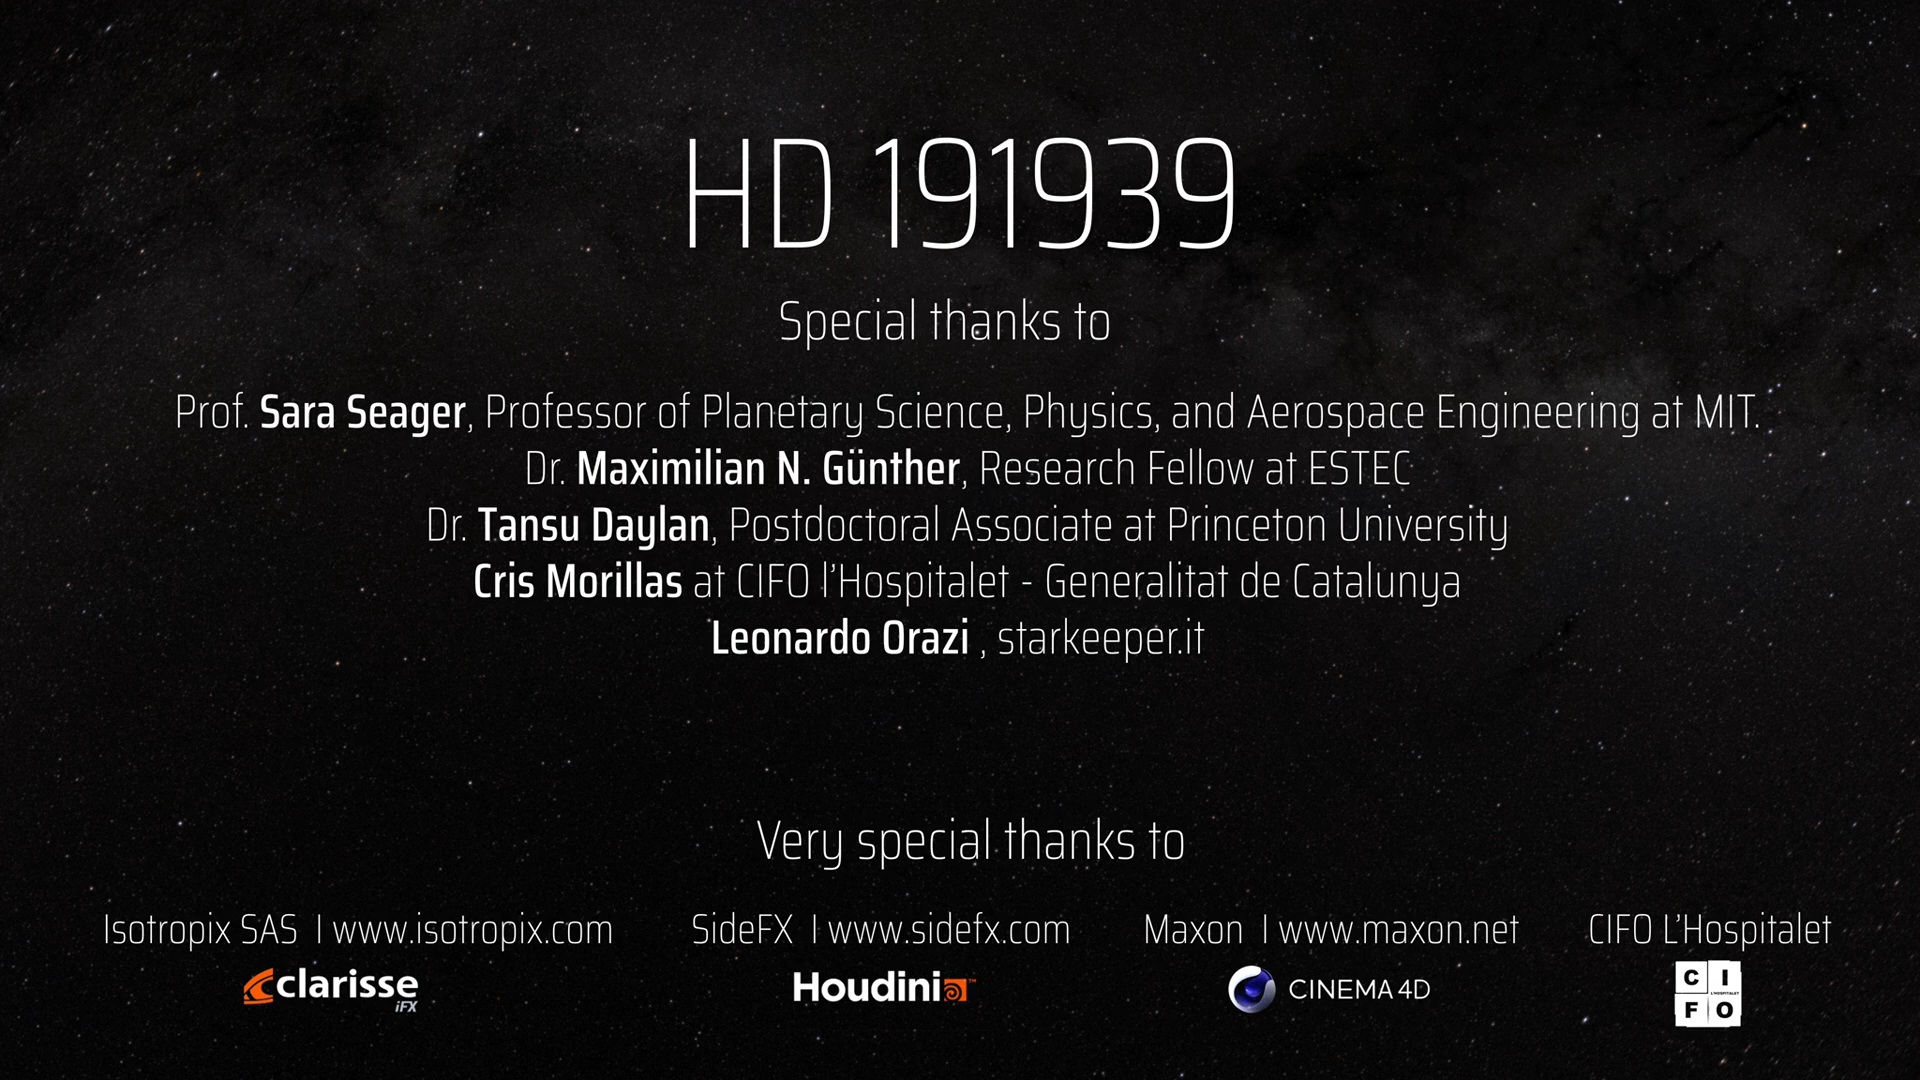 HD 191939
Special thanks to
Prof. Sara Seager, Professor of Planetary Science, Physics, and Aerospace Engineering at MIT.
Dr. Maximilian N. Günther, Research Fellow at ESTEC
Dr. Tansu Daylan, Postdoctoral Associate at Princeton University
Cris Morillas at CIFO l'Hospitalet - Generalitat de Catalunya
Leonardo Orazi , starkeeper.it
Very special thanks to
Isotropix SAS | www.isotropix.com
clarisse
iFX
SideFX | www.sidefx.com
Houdini™
Maxon | www.maxon.net
CINEMA 4D
CIFO L'Hospitalet
C I
L'HOSPITALET
F O